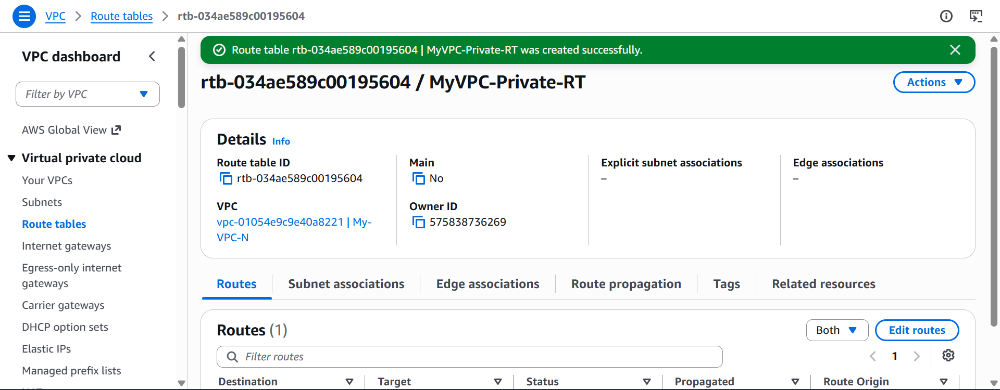 VPC > Route tables > rtb-034ae589c00195604
VPC dashboard
Filter by VPC
AWS Global View
Virtual private cloud
Your VPCs
Subnets
Route tables
Internet gateways
Egress-only internet
gateways
Carrier gateways
DHCP option sets
Elastic IPs
Managed prefix lists
Route table rtb-034ae589c00195604 | MyVPC-Private-RT was created successfully.
rtb-034ae589c00195604 / MyVPC-Private-RT
Actions
Details Info
Route table ID
rtb-034ae589c00195604
Main
No
Explicit subnet associations
–
Edge associations
–
VPC
vpc-01054e9c9e40a8221 | My-
VPC-N
Owner ID
575838736269
Routes Subnet associations Edge associations Route propagation Tags Related resources
Routes (1)
Both Edit routes
Filter routes
1
Destination Target Status Propagated Route Origin